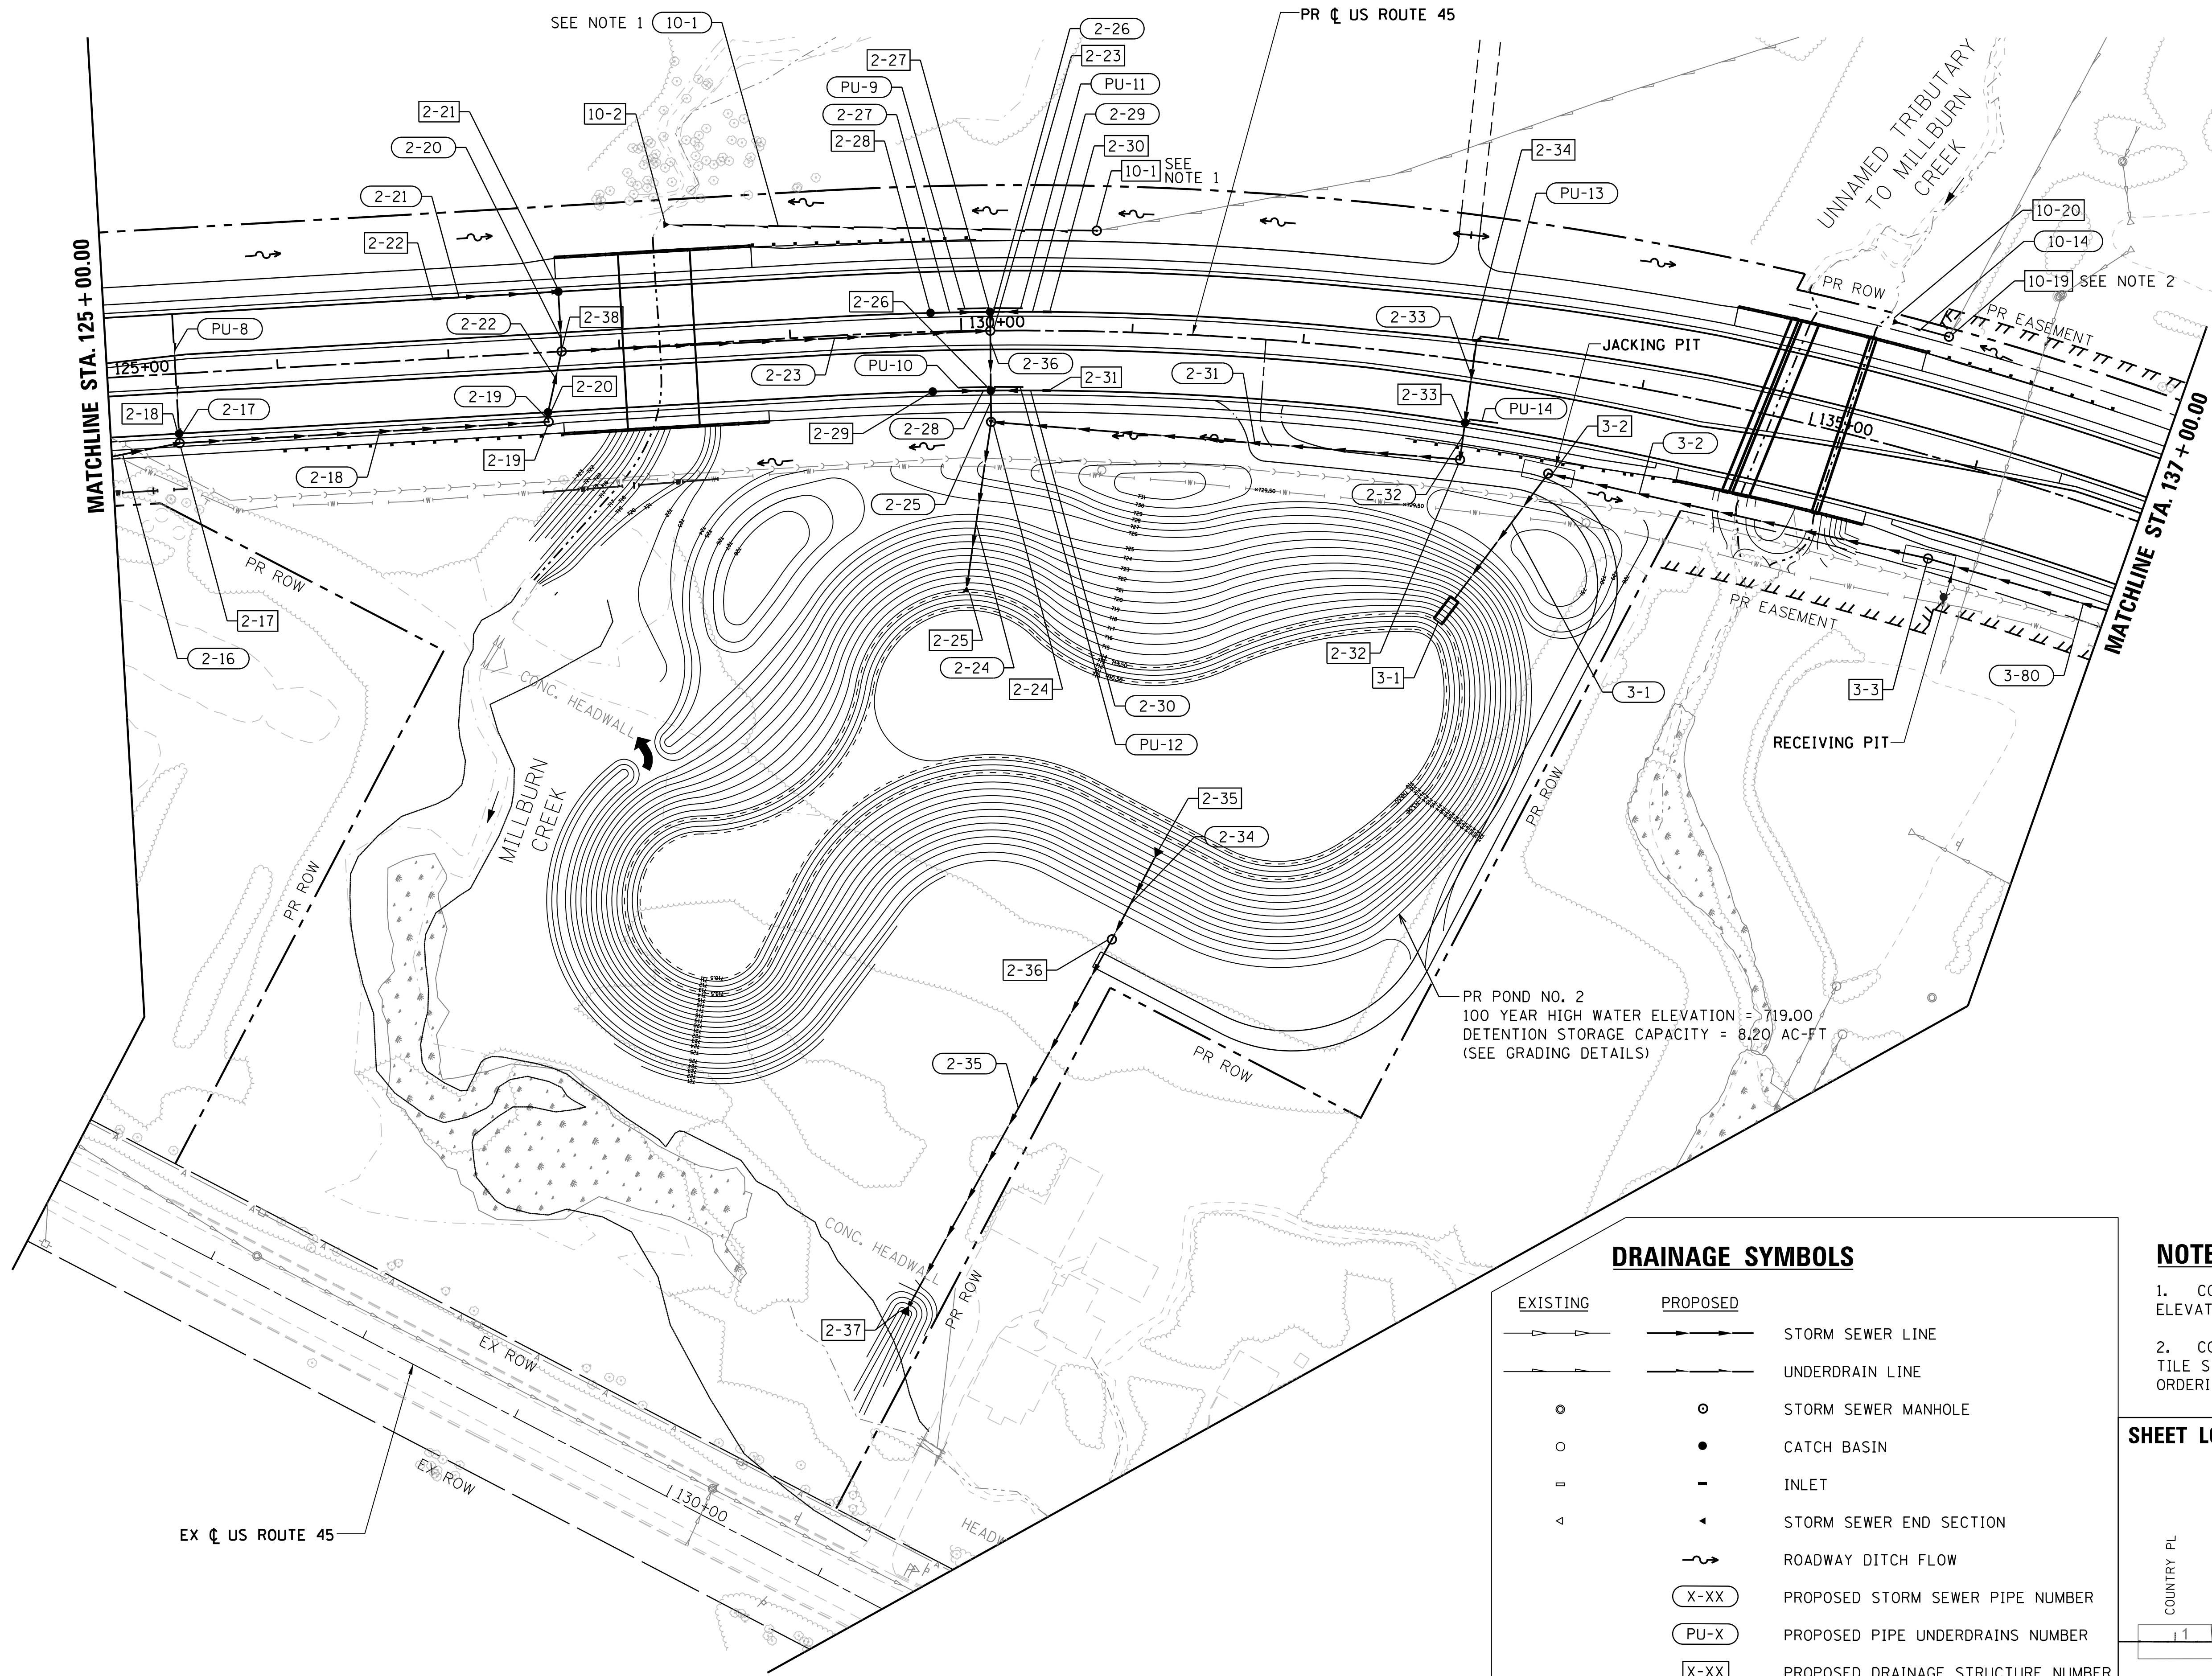 SEE NOTE 1
10-1
PR ℄ US ROUTE 45
2-26
2-23
2-27
PU-9
PU-11
2-27
2-29
2-28
2-30
10-1
SEE
NOTE 1
2-21
10-2
2-20
2-21
2-22
2-34
PU-13
UNNAMED TRIBUTARY
TO MILLBURN
CREEK
10-20
10-14
10-19
SEE NOTE 2
PR ROW
PR EASEMENT
MATCHLINE STA. 125+00.00
PU-8
125+00
2-22
2-38
2-26
130+00
2-33
JACKING PIT
2-36
2-23
PU-10
2-31
2-31
2-18
2-17
2-19
2-20
2-33
PU-14
135+00
MATCHLINE STA. 137+00.00
2-29
2-28
3-2
3-2
2-19
2-18
2-25
2-32
PR ROW
2-17
2-16
2-25
2-24
2-24
2-32
3-1
3-1
PR EASEMENT
3-3
3-80
2-30
PU-12
RECEIVING PIT
CONC. HEADWALL
MILLBURN
CREEK
PR ROW
PR ROW
2-35
2-34
2-36
PR POND NO. 2
100 YEAR HIGH WATER ELEVATION = 719.00
DETENTION STORAGE CAPACITY = 8.20 AC-FT
(SEE GRADING DETAILS)
2-35
PR ROW
CONC. HEADWALL
2-37
PR ROW
EX ROW
EX ROW
130+00
EX ℄ US ROUTE 45
DRAINAGE SYMBOLS
EXISTING
PROPOSED
STORM SEWER LINE
UNDERDRAIN LINE
STORM SEWER MANHOLE
CATCH BASIN
INLET
STORM SEWER END SECTION
ROADWAY DITCH FLOW
X-XX
PROPOSED STORM SEWER PIPE NUMBER
PU-X
PROPOSED PIPE UNDERDRAINS NUMBER
X-XX
PROPOSED DRAINAGE STRUCTURE NUMBER
NOTE
1. CO
ELEVAT
2. CO
TILE S
ORDERI
SHEET LO
COUNTRY PL
1